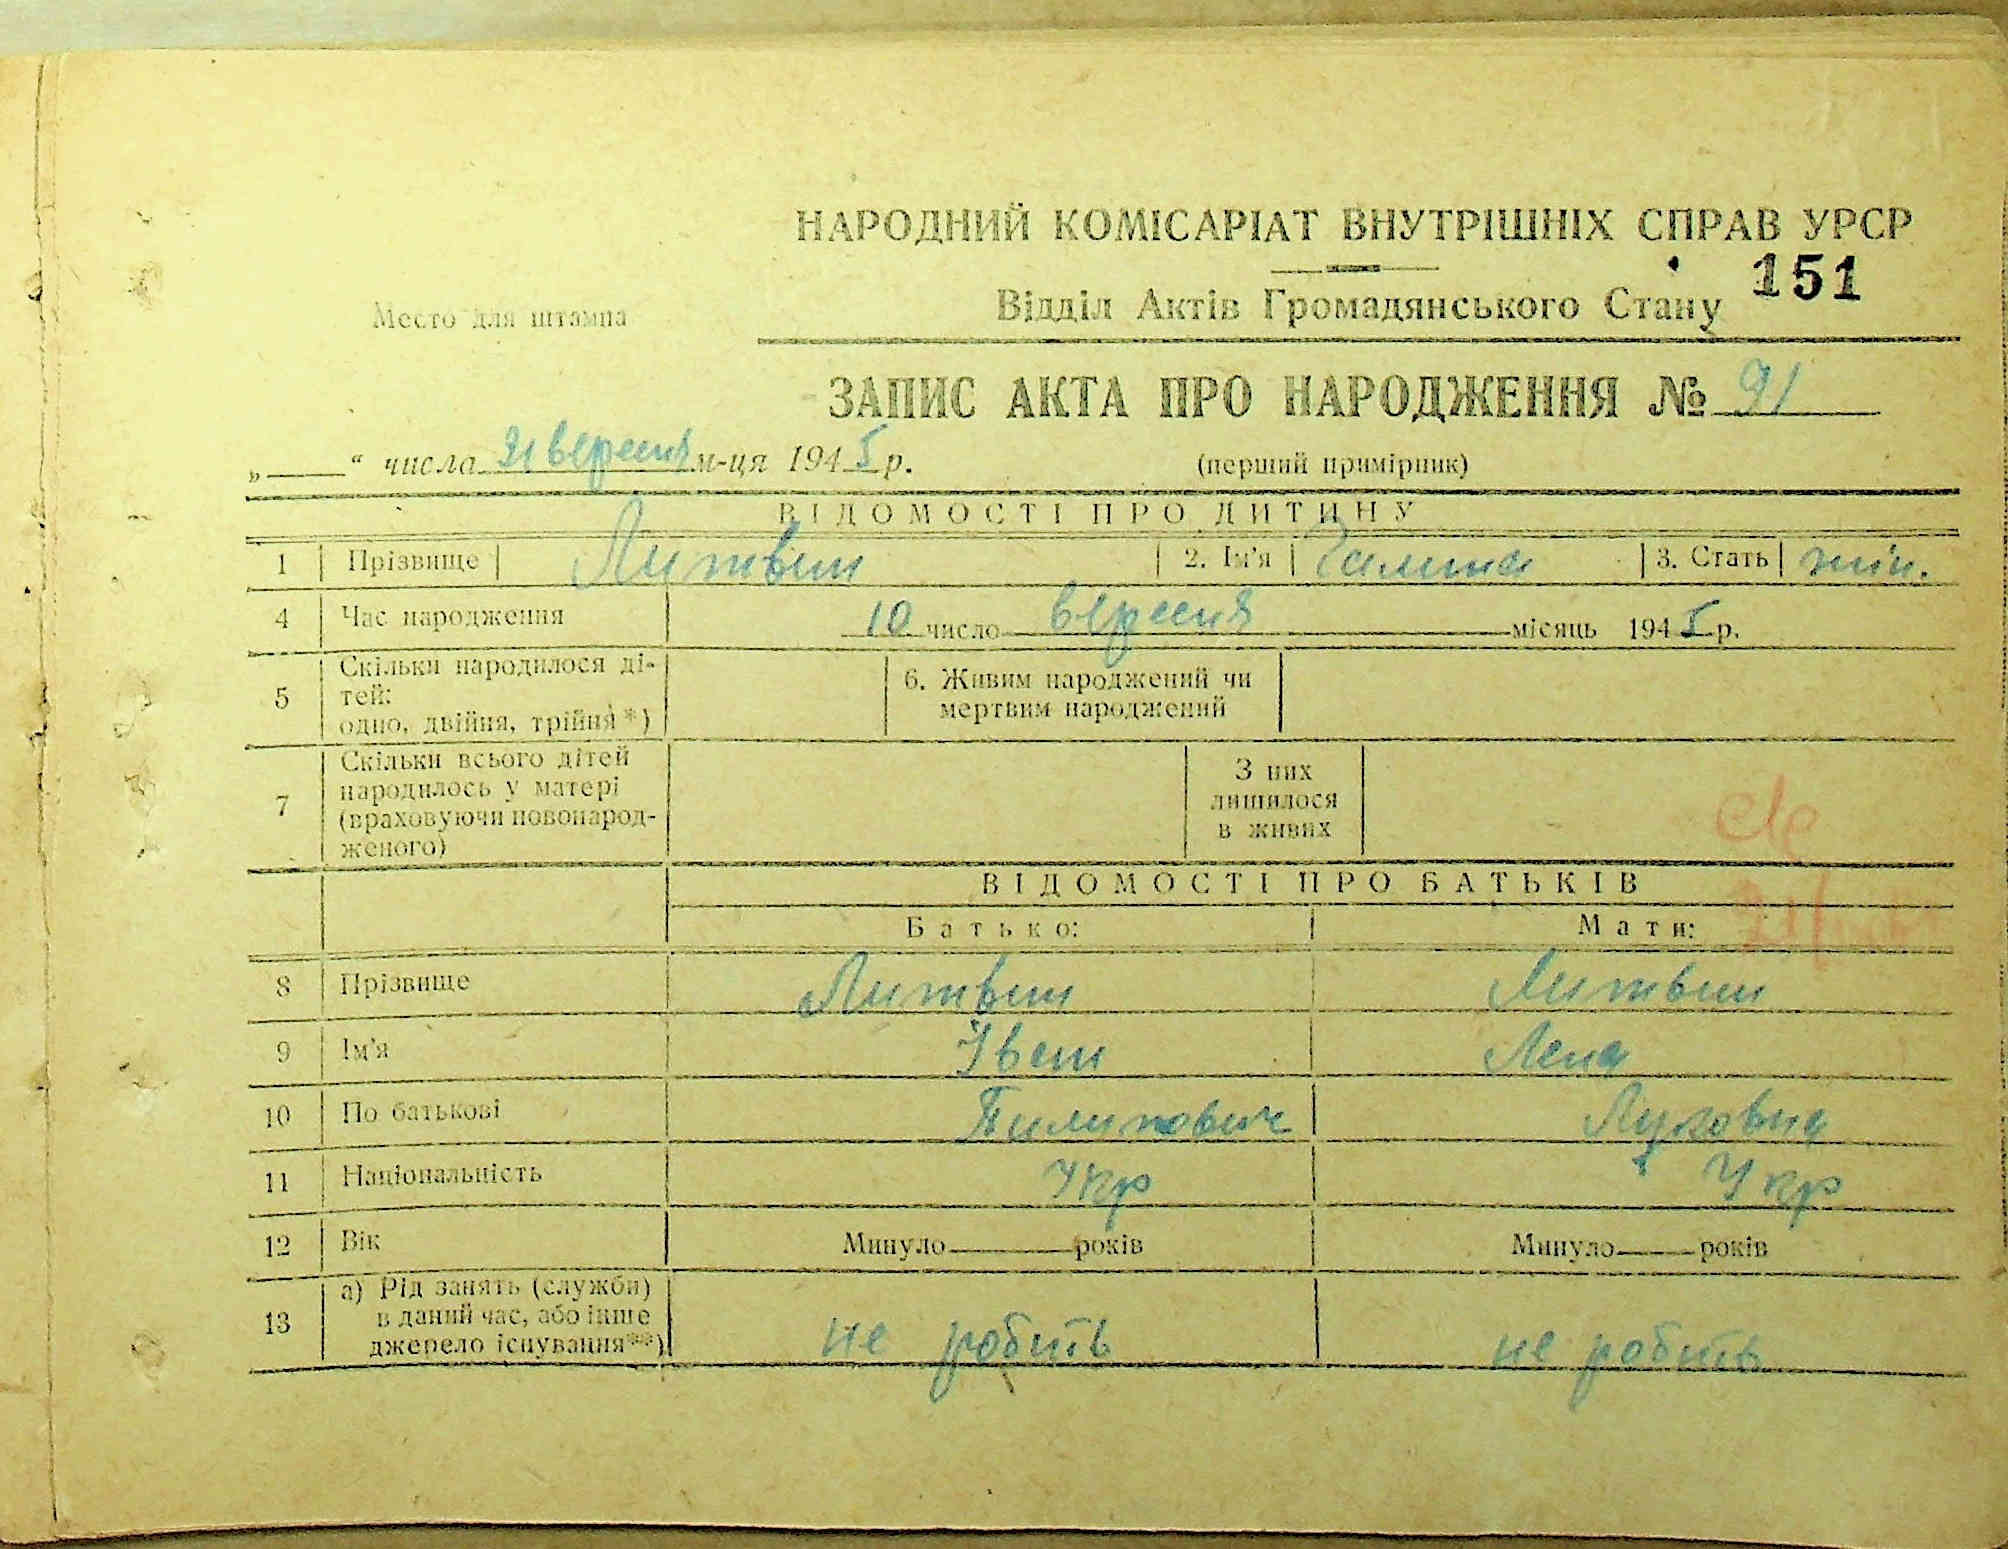 НАРОДНИЙ КОМІСАРІАТ ВНУТРІШНІХ СПРАВ УРСР
151
Место для штампа
Відділ Актів Громадянського Стану
ЗАПИС АКТА ПРО НАРОДЖЕННЯ № 91
„ “ числа 21 вересня м-ця 1945 р. (перший примірник)
ВІДОМОСТІ ПРО ДИТИНУ
1 Прізвище Литвин 2. Ім'я Галина 3. Стать жін.
4 Час народження 10 число вересня місяць 1945 р.
5 Скільки народилося ді-
тей:
одно, двійня, трійня *)
6. Живим народжений чи
мертвим народжений
7 Скільки всього дітей
народилось у матері
(враховуючи новонарод-
женого)
З них
лишилося
в живих
ВІДОМОСТІ ПРО БАТЬКІВ
Батько: Мати:
8 Прізвище Литвин Литвин
9 Ім'я Іван Лена
10 По батькові Пилипович
11 Національність Укр Укр
12 Вік Минуло років Минуло років
13 а) Рід занять (служби)
в даний час, або інше
джерело існування**)
не робить не робить